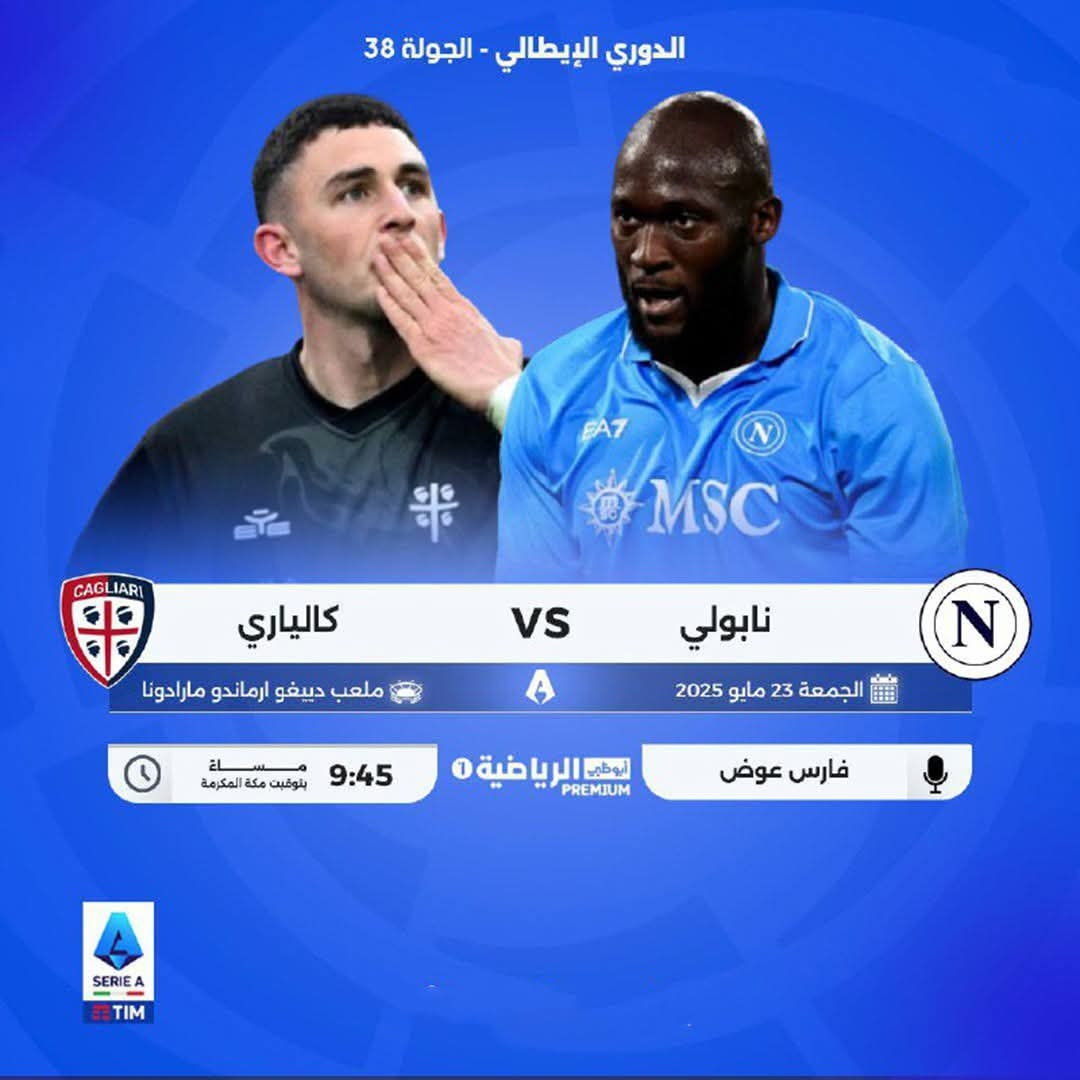 الدوري الإيطالي - الجولة 38
EA7
N
MSC
CAGLIARI
نابولي VS كالياري
N
الجمعة 23 مايو 2025
ملعب دييغو ارماندو مارادونا
فارس عوض
أبوظبي الرياضية 1
PREMIUM
9:45 مســـاءً
بتوقيت مكة المكرمة
SERIE A
TIM